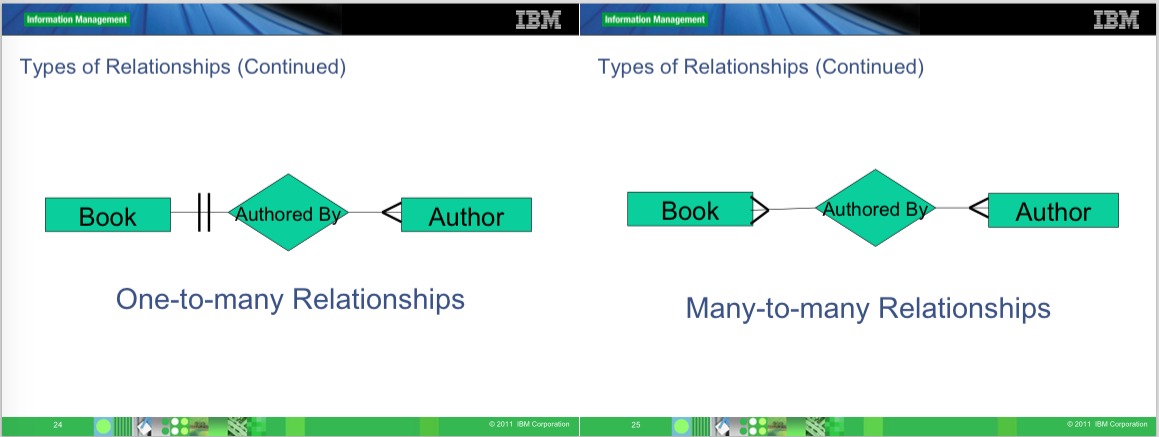 Information Management
IBM
Types of Relationships (Continued)
Book
Authored By
Author
One-to-many Relationships
24
© 2011 IBM Corporation
Information Management
IBM
Types of Relationships (Continued)
Book
Authored By
Author
Many-to-many Relationships
25
© 2011 IBM Corporation